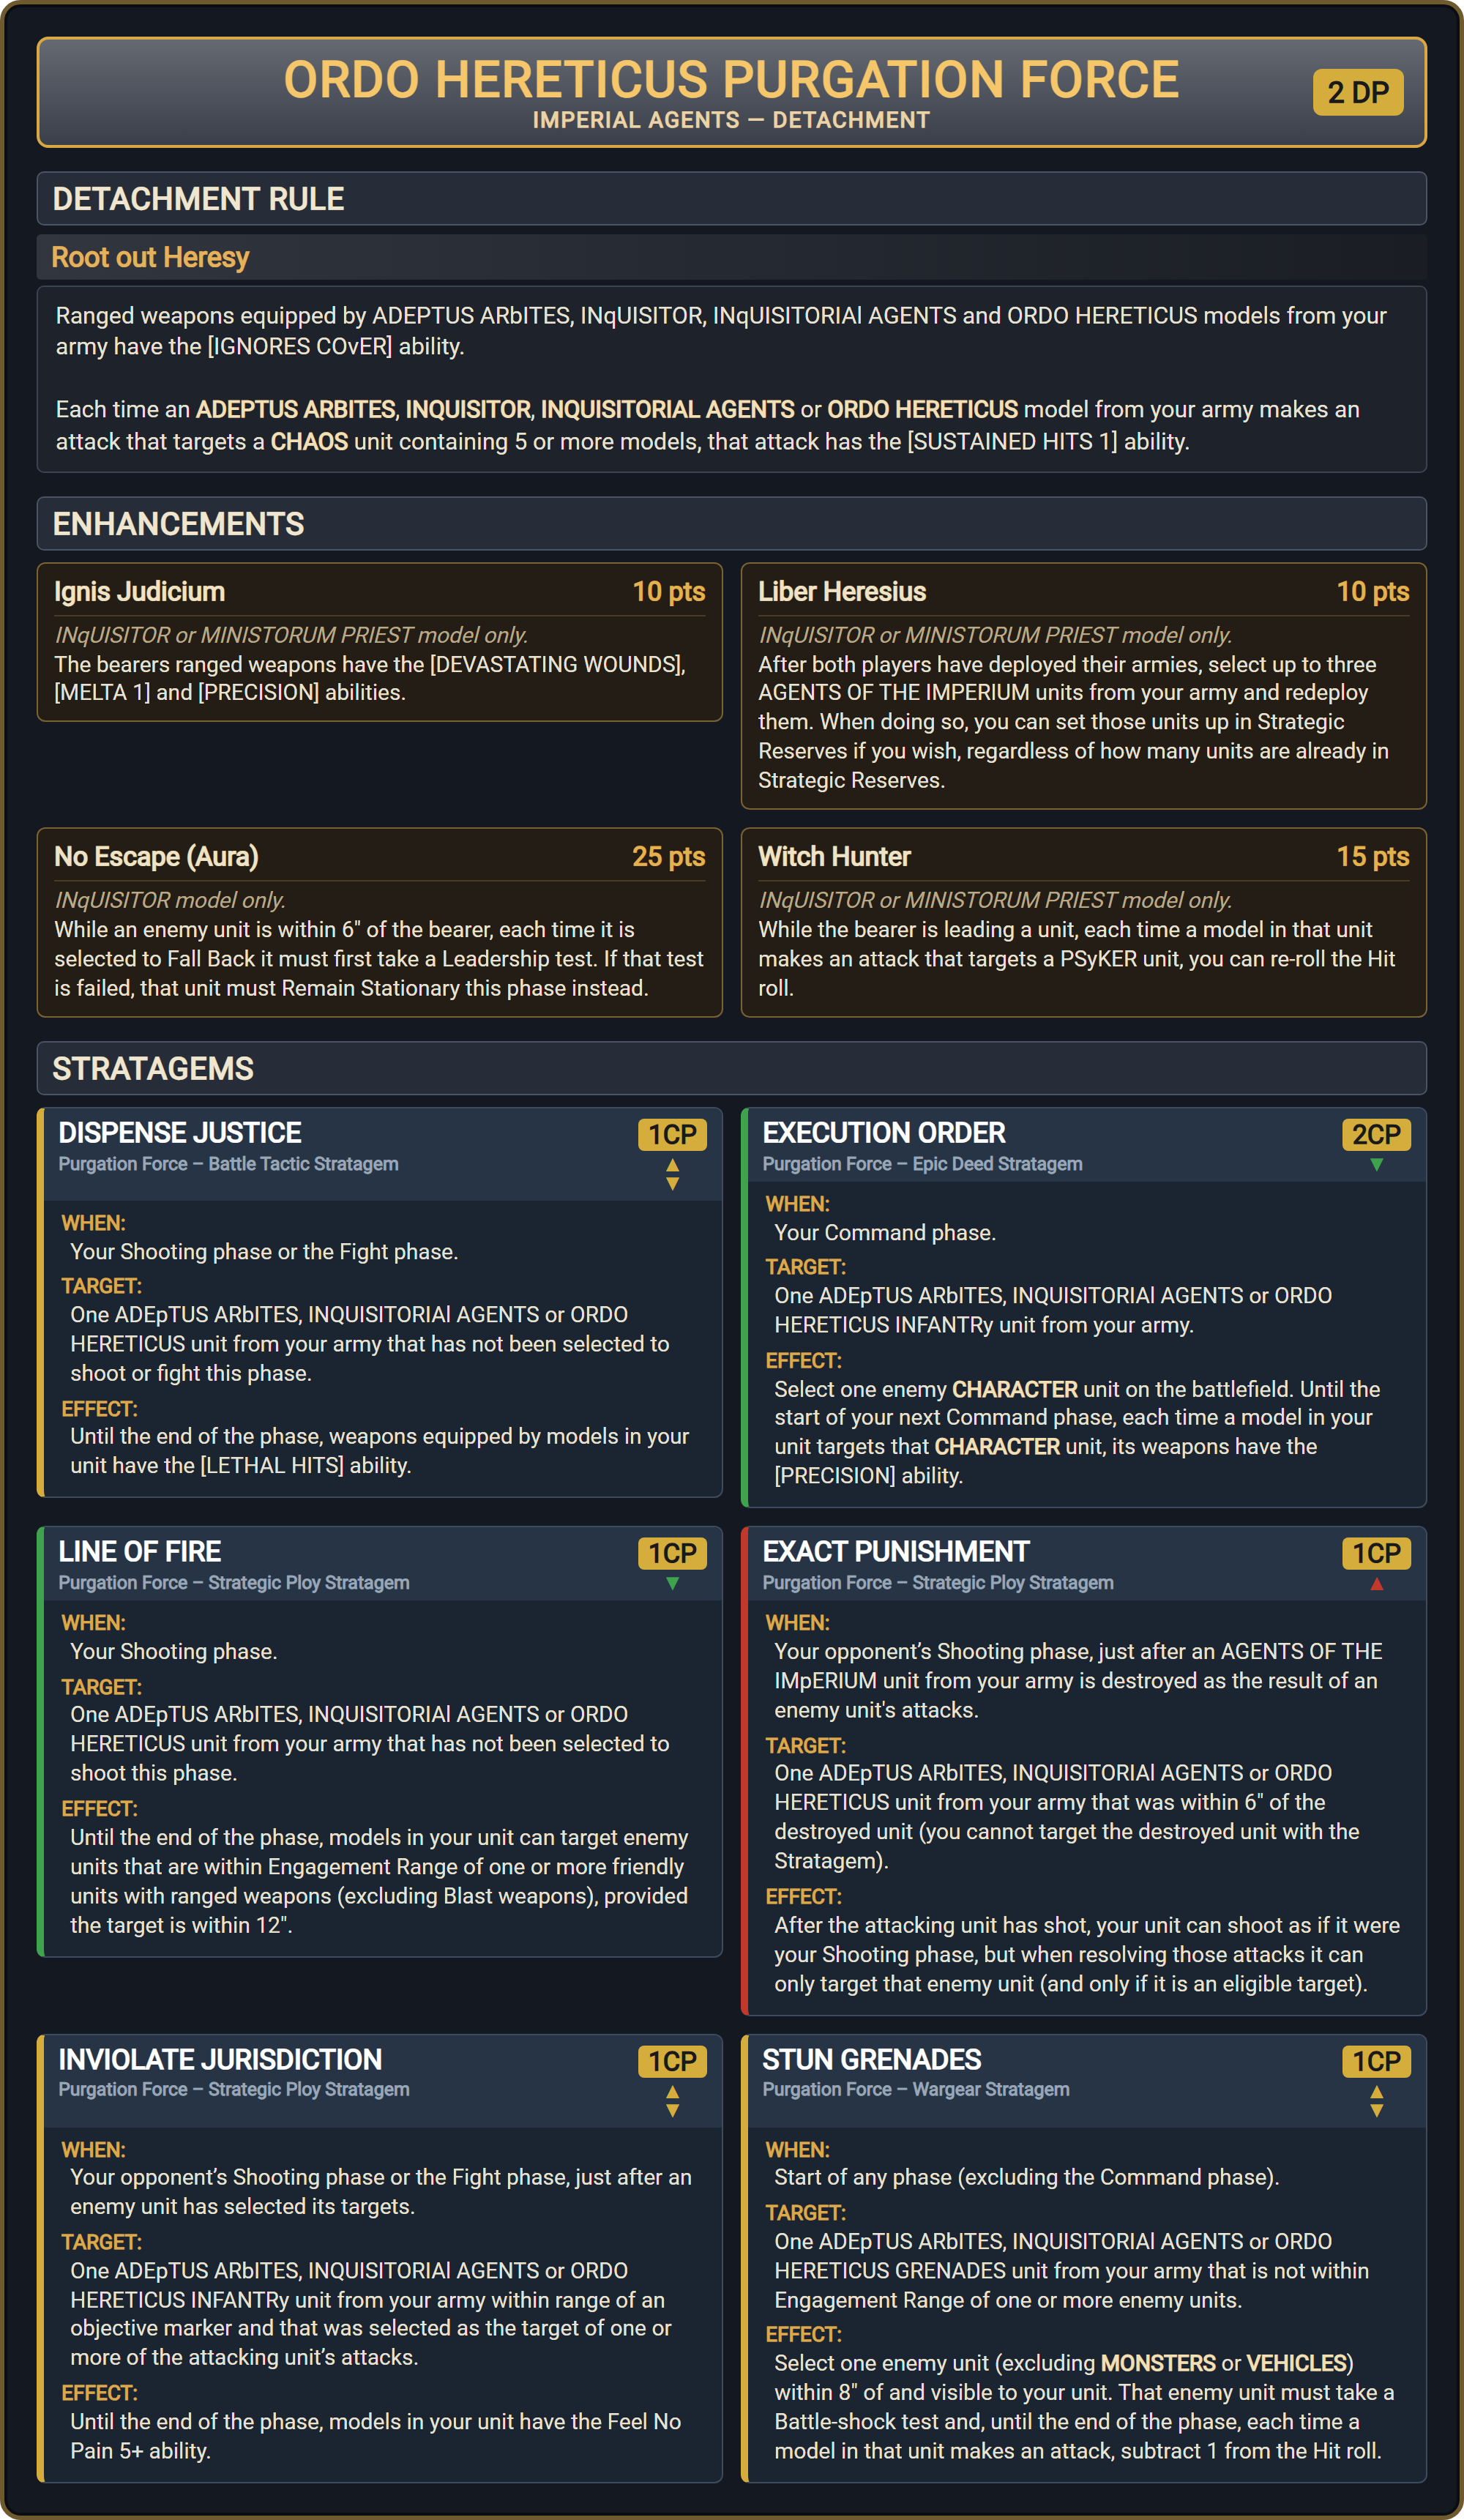 ORDO HERETICUS PURGATION FORCE
IMPERIAL AGENTS — DETACHMENT
2 DP
DETACHMENT RULE
Root out Heresy
Ranged weapons equipped by ADEPTUS ARbITES, INqUISITOR, INqUISITORIAl AGENTS and ORDO HERETICUS models from your
army have the [IGNORES COvER] ability.
Each time an ADEPTUS ARBITES, INQUISITOR, INQUISITORIAL AGENTS or ORDO HERETICUS model from your army makes an
attack that targets a CHAOS unit containing 5 or more models, that attack has the [SUSTAINED HITS 1] ability.
ENHANCEMENTS
Ignis Judicium
10 pts
INqUISITOR or MINISTORUM PRIEST model only.
The bearers ranged weapons have the [DEVASTATING WOUNDS],
[MELTA 1] and [PRECISION] abilities.
Liber Heresius
10 pts
INqUISITOR or MINISTORUM PRIEST model only.
After both players have deployed their armies, select up to three
AGENTS OF THE IMPERIUM units from your army and redeploy
them. When doing so, you can set those units up in Strategic
Reserves if you wish, regardless of how many units are already in
Strategic Reserves.
No Escape (Aura)
25 pts
INqUISITOR model only.
While an enemy unit is within 6" of the bearer, each time it is
selected to Fall Back it must first take a Leadership test. If that test
is failed, that unit must Remain Stationary this phase instead.
Witch Hunter
15 pts
INqUISITOR or MINISTORUM PRIEST model only.
While the bearer is leading a unit, each time a model in that unit
makes an attack that targets a PSyKER unit, you can re-roll the Hit
roll.
STRATAGEMS
DISPENSE JUSTICE
1CP
Purgation Force – Battle Tactic Stratagem
▲
▼
WHEN:
Your Shooting phase or the Fight phase.
TARGET:
One ADEpTUS ARbITES, INQUISITORIAl AGENTS or ORDO
HERETICUS unit from your army that has not been selected to
shoot or fight this phase.
EFFECT:
Until the end of the phase, weapons equipped by models in your
unit have the [LETHAL HITS] ability.
EXECUTION ORDER
2CP
Purgation Force – Epic Deed Stratagem
▼
WHEN:
Your Command phase.
TARGET:
One ADEpTUS ARbITES, INQUISITORIAl AGENTS or ORDO
HERETICUS INFANTRy unit from your army.
EFFECT:
Select one enemy CHARACTER unit on the battlefield. Until the
start of your next Command phase, each time a model in your
unit targets that CHARACTER unit, its weapons have the
[PRECISION] ability.
LINE OF FIRE
1CP
Purgation Force – Strategic Ploy Stratagem
▼
WHEN:
Your Shooting phase.
TARGET:
One ADEpTUS ARbITES, INQUISITORIAl AGENTS or ORDO
HERETICUS unit from your army that has not been selected to
shoot this phase.
EFFECT:
Until the end of the phase, models in your unit can target enemy
units that are within Engagement Range of one or more friendly
units with ranged weapons (excluding Blast weapons), provided
the target is within 12".
EXACT PUNISHMENT
1CP
Purgation Force – Strategic Ploy Stratagem
▲
WHEN:
Your opponent’s Shooting phase, just after an AGENTS OF THE
IMpERIUM unit from your army is destroyed as the result of an
enemy unit's attacks.
TARGET:
One ADEpTUS ARbITES, INQUISITORIAl AGENTS or ORDO
HERETICUS unit from your army that was within 6" of the
destroyed unit (you cannot target the destroyed unit with the
Stratagem).
EFFECT:
After the attacking unit has shot, your unit can shoot as if it were
your Shooting phase, but when resolving those attacks it can
only target that enemy unit (and only if it is an eligible target).
INVIOLATE JURISDICTION
1CP
Purgation Force – Strategic Ploy Stratagem
▲
▼
WHEN:
Your opponent’s Shooting phase or the Fight phase, just after an
enemy unit has selected its targets.
TARGET:
One ADEpTUS ARbITES, INQUISITORIAl AGENTS or ORDO
HERETICUS INFANTRy unit from your army within range of an
objective marker and that was selected as the target of one or
more of the attacking unit’s attacks.
EFFECT:
Until the end of the phase, models in your unit have the Feel No
Pain 5+ ability.
STUN GRENADES
1CP
Purgation Force – Wargear Stratagem
▲
▼
WHEN:
Start of any phase (excluding the Command phase).
TARGET:
One ADEpTUS ARbITES, INQUISITORIAl AGENTS or ORDO
HERETICUS GRENADES unit from your army that is not within
Engagement Range of one or more enemy units.
EFFECT:
Select one enemy unit (excluding MONSTERS or VEHICLES)
within 8" of and visible to your unit. That enemy unit must take a
Battle-shock test and, until the end of the phase, each time a
model in that unit makes an attack, subtract 1 from the Hit roll.